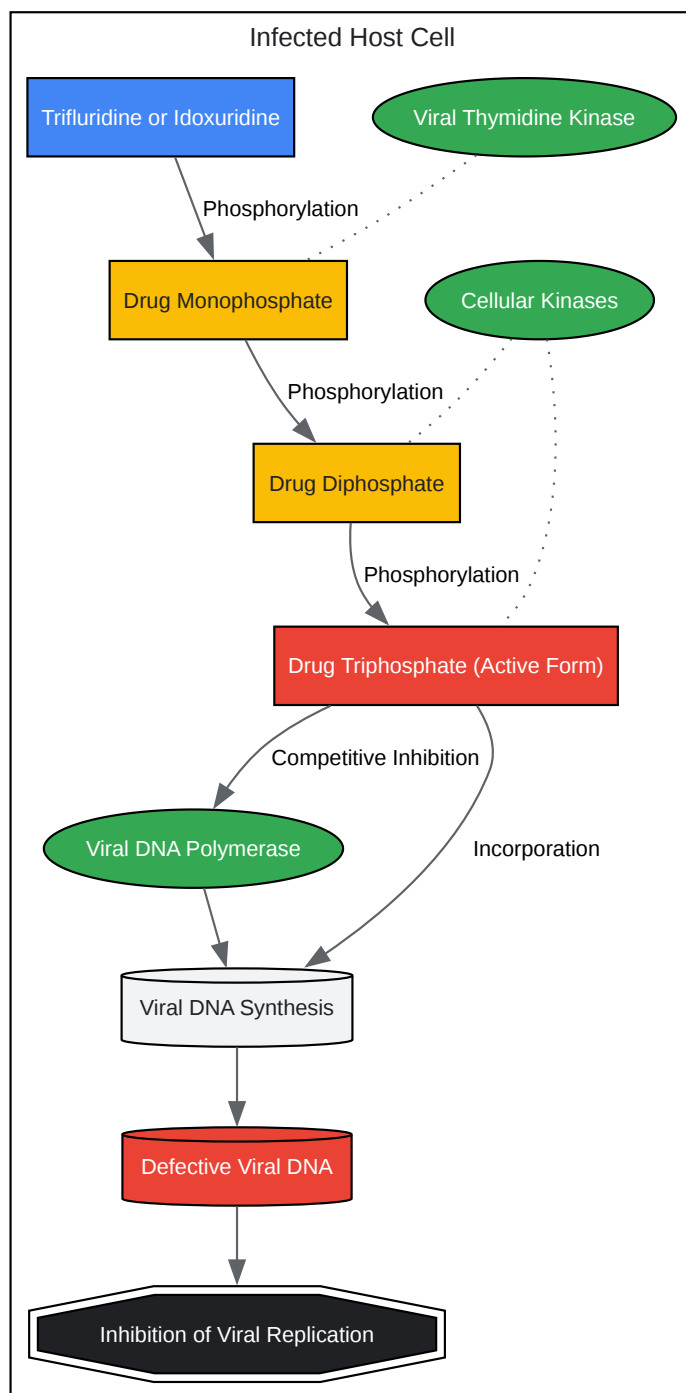 Infected Host Cell
Trifluridine or Idoxuridine
Viral Thymidine Kinase
Phosphorylation
Drug Monophosphate
Cellular Kinases
Phosphorylation
Drug Diphosphate
Phosphorylation
Drug Triphosphate (Active Form)
Competitive Inhibition
Viral DNA Polymerase
Incorporation
Viral DNA Synthesis
Defective Viral DNA
Inhibition of Viral Replication